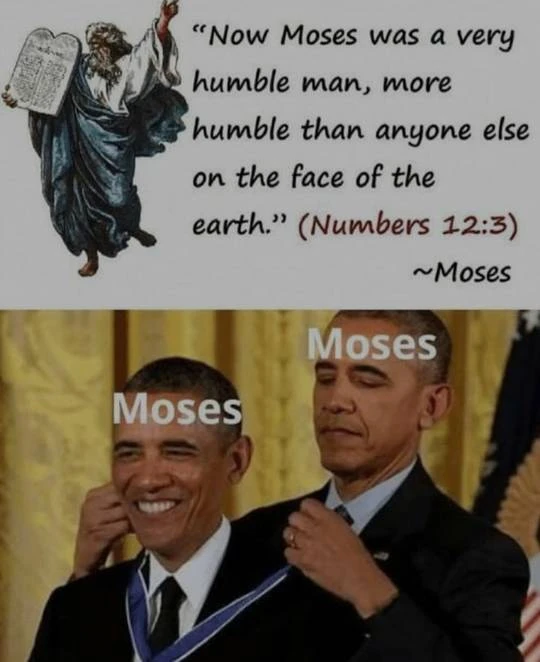 “Now Moses was a very
humble man, more
humble than anyone else
on the face of the
earth.” (Numbers 12:3)
~Moses
Moses
Moses